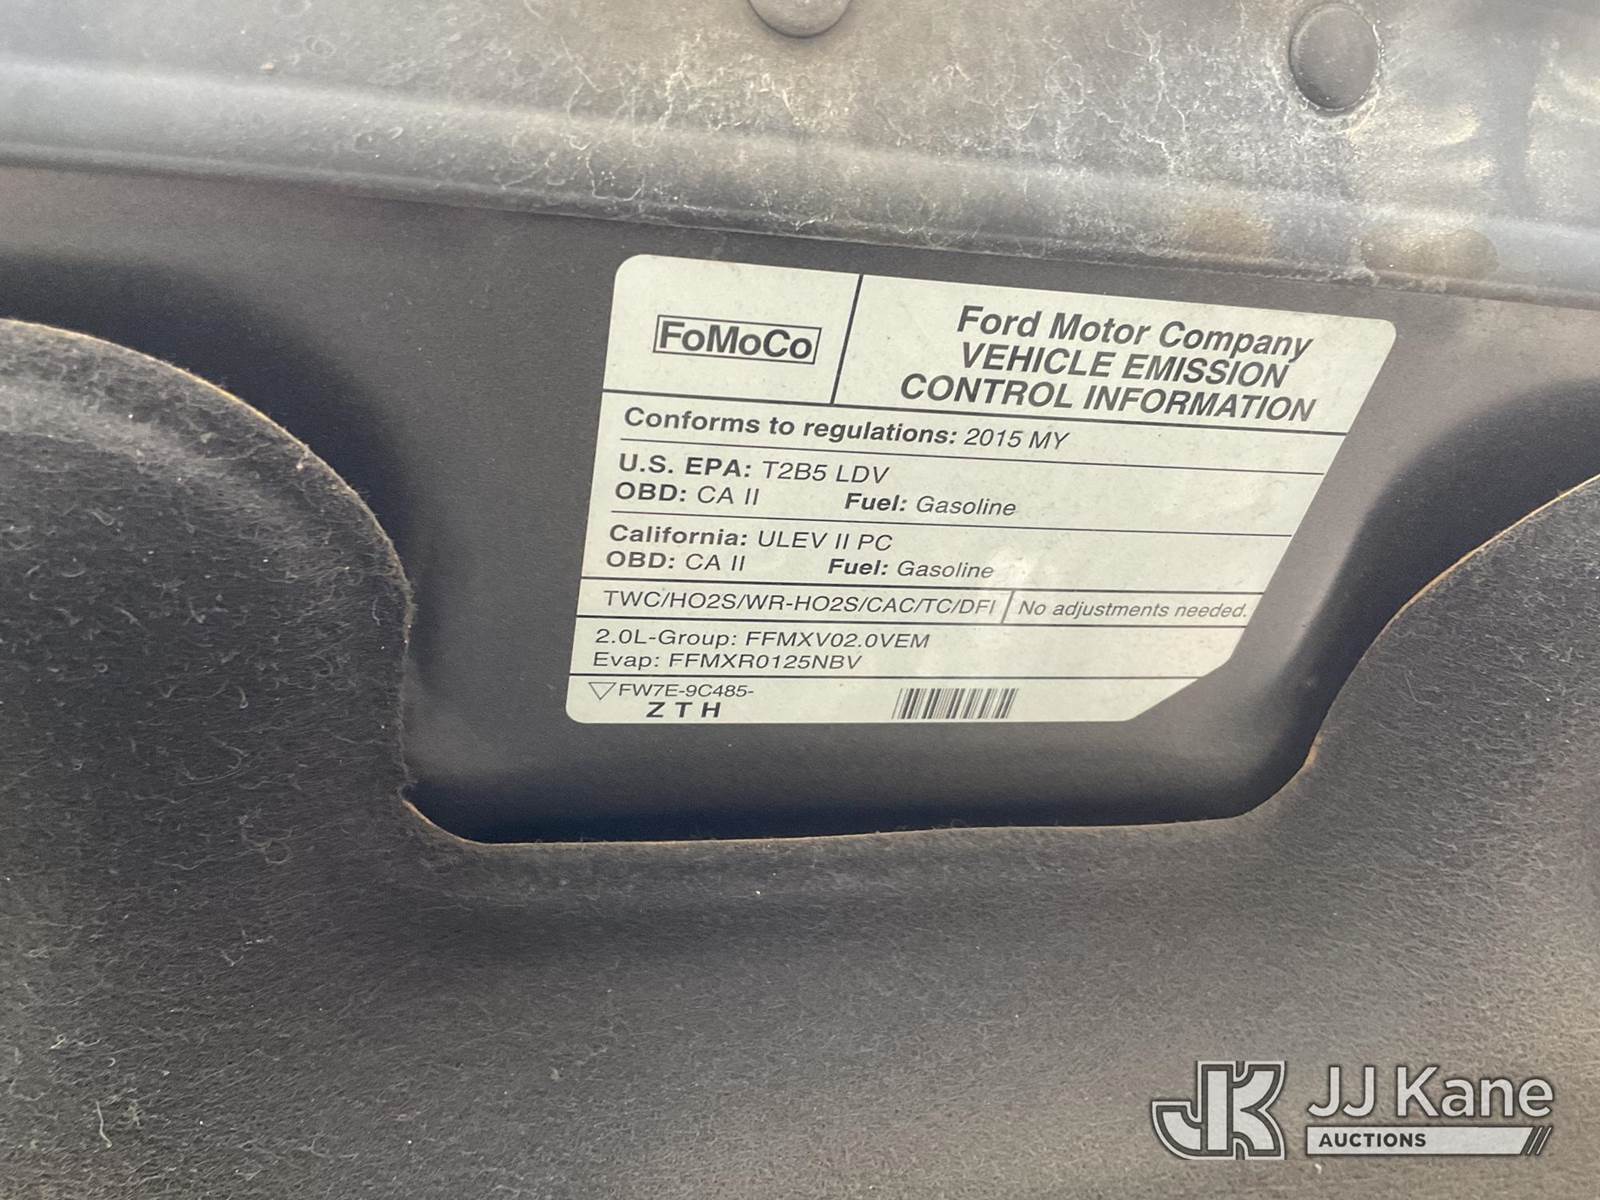 FoMoCo
Ford Motor Company
VEHICLE EMISSION
CONTROL INFORMATION
Conforms to regulations: 2015 MY
U.S. EPA: T2B5 LDV
OBD: CA II Fuel: Gasoline
California: ULEV II PC
OBD: CA II Fuel: Gasoline
TWC/HO2S/WR-HO2S/CAC/TC/DFI No adjustments needed.
2.0L-Group: FFMXV02.0VEM
Evap: FFMXR0125NBV
FW7E-9C485-
Z T H
JK JJ Kane
AUCTIONS